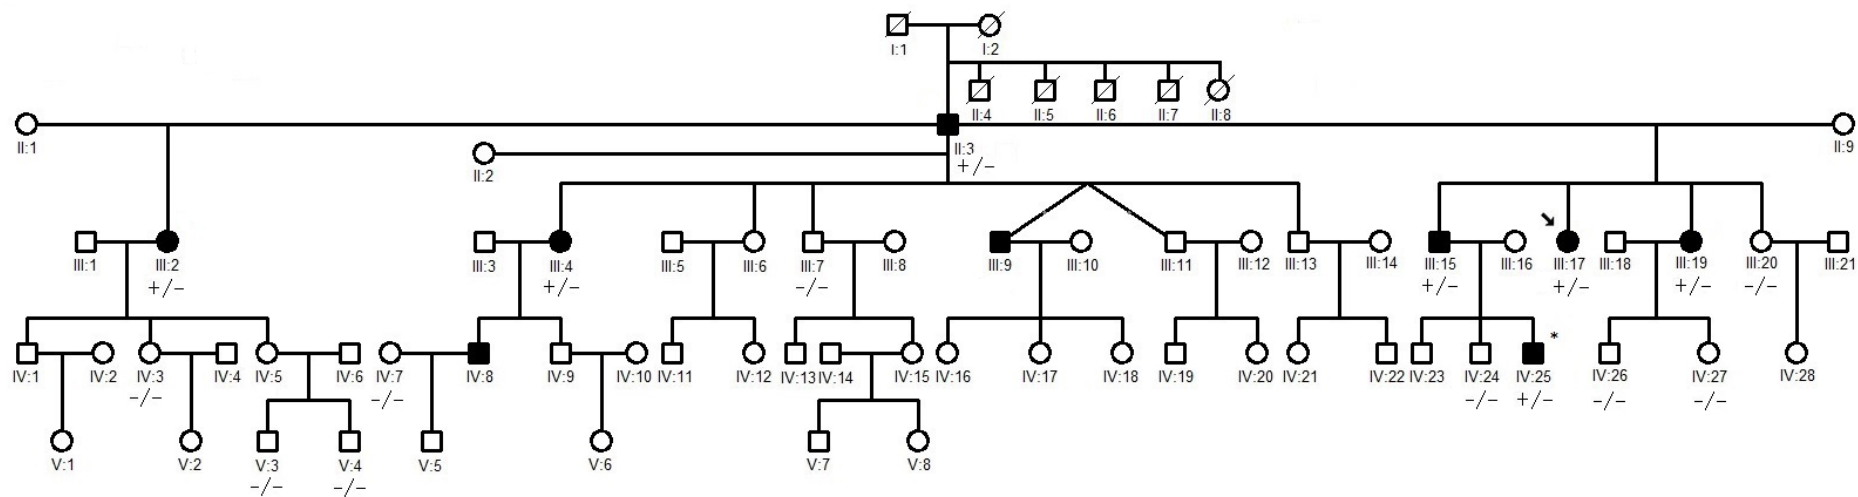 I:1 I:2
II:4 II:5 II:6 II:7 II:8
II:1 II:3 II:9
+/−
II:2
III:1 III:2 III:3 III:4 III:5 III:6 III:7 III:8 III:9 III:10 III:11 III:12 III:13 III:14 III:15 III:16 III:17 III:18 III:19 III:20 III:21
+/− +/− −/− +/− +/− +/− −/−
*
IV:1 IV:2 IV:3 IV:4 IV:5 IV:6 IV:7 IV:8 IV:9 IV:10 IV:11 IV:12 IV:13 IV:14 IV:15 IV:16 IV:17 IV:18 IV:19 IV:20 IV:21 IV:22 IV:23 IV:24 IV:25 IV:26 IV:27 IV:28
−/− −/− −/− +/− −/− −/−
V:1 V:2 V:3 V:4 V:5 V:6 V:7 V:8
−/− −/−